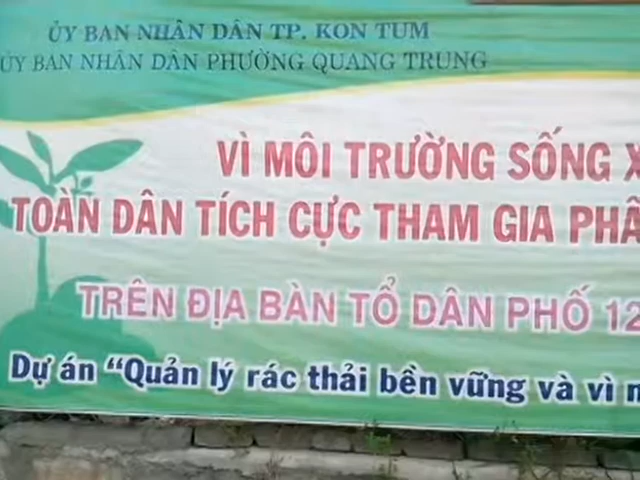 ỦY BAN NHÂN DÂN TP. KON TUM
ỦY BAN NHÂN DÂN PHƯỜNG QUANG TRUNG
VÌ MÔI TRƯỜNG SỐNG X
TOÀN DÂN TÍCH CỰC THAM GIA PHÂ
TRÊN ĐỊA BÀN TỔ DÂN PHỐ 12
Dự án “Quản lý rác thải bền vững và vì